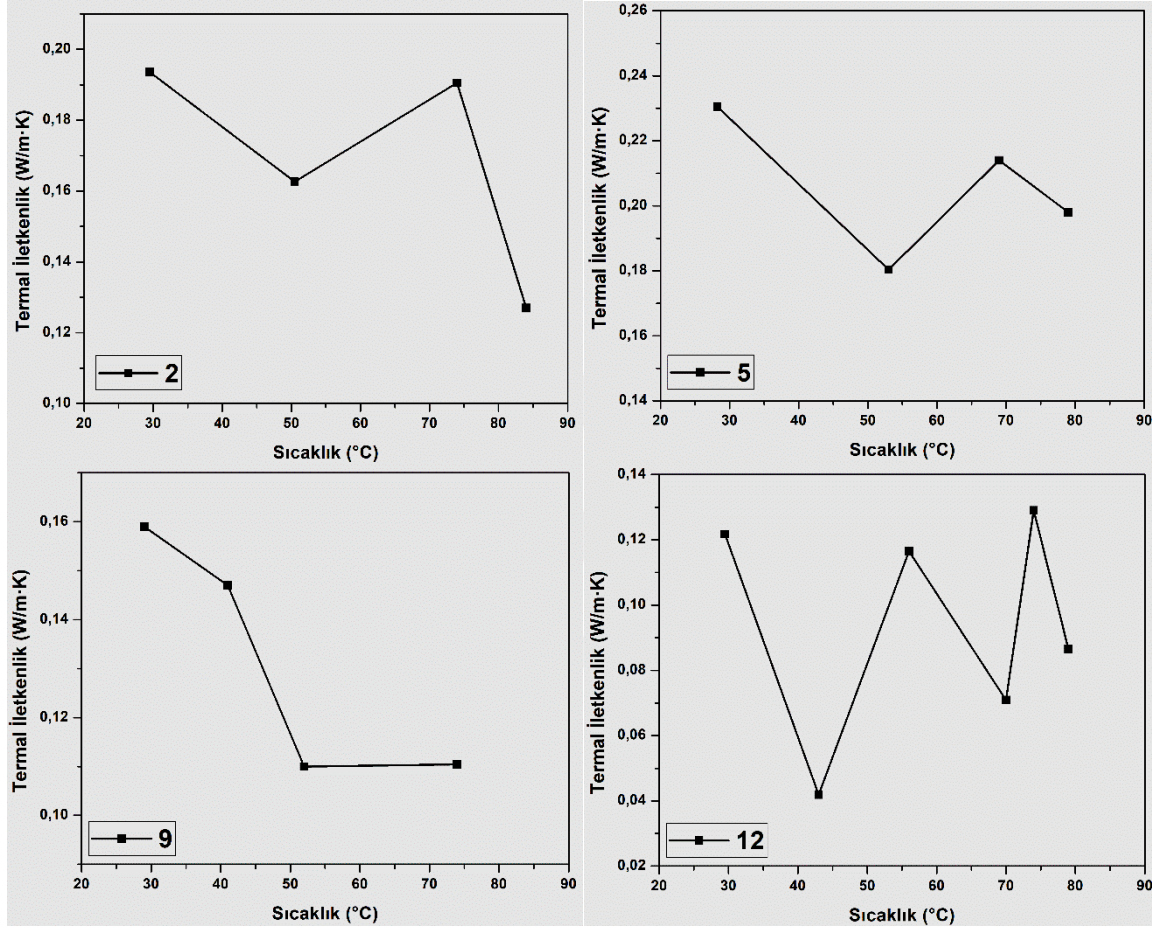 Termal İletkenlik (W/m·K)
0,20
0,18
0,16
0,14
0,12
0,10
2
20 30 40 50 60 70 80 90
Sıcaklık (°C)
Termal İletkenlik (W/m·K)
0,26
0,24
0,22
0,20
0,18
0,16
0,14
5
20 30 40 50 60 70 80 90
Sıcaklık (°C)
Termal İletkenlik (W/m·K)
0,16
0,14
0,12
0,10
9
20 30 40 50 60 70 80 90
Sıcaklık (°C)
Termal İletkenlik (W/m·K)
0,14
0,12
0,10
0,08
0,06
0,04
0,02
12
20 30 40 50 60 70 80 90
Sıcaklık (°C)